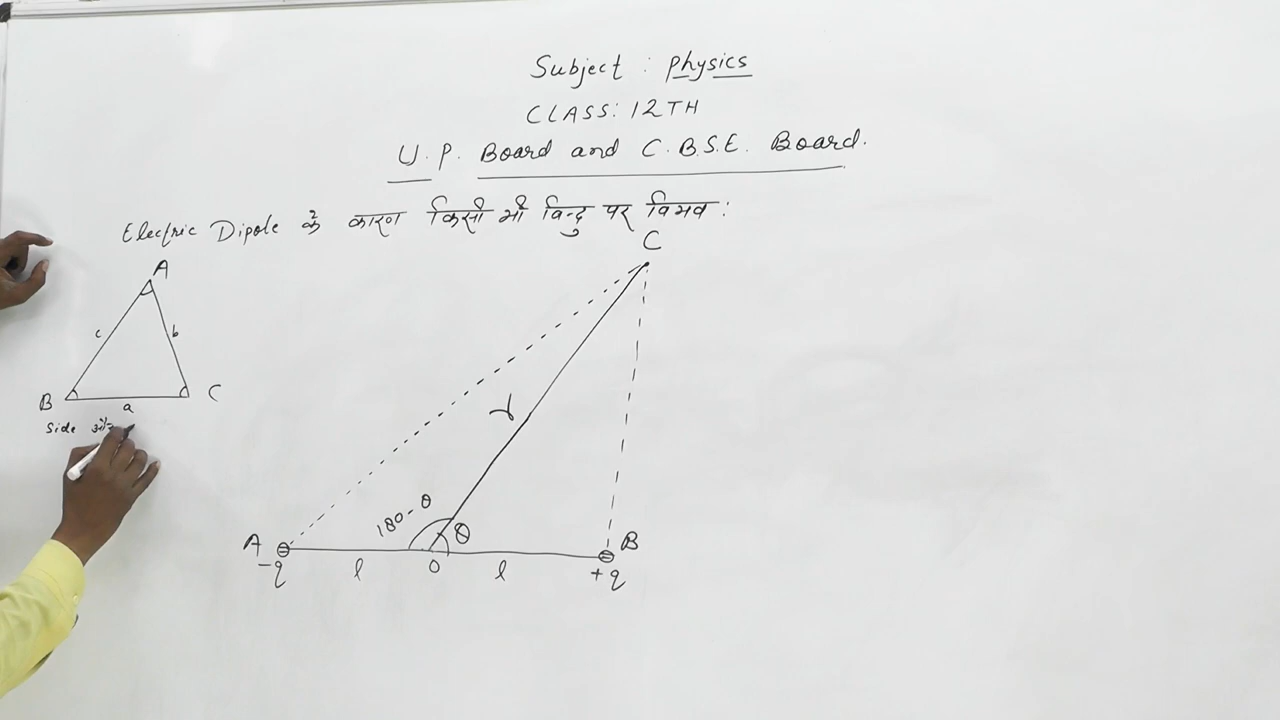 Subject : physics
CLASS: 12TH
U.P. Board and C.B.S.E. Board.
Electric Dipole के कारण किसी भी विन्दु पर विभव :
A
c b
B a C
Side
C
r
180-θ θ
A B
-q l O l +q